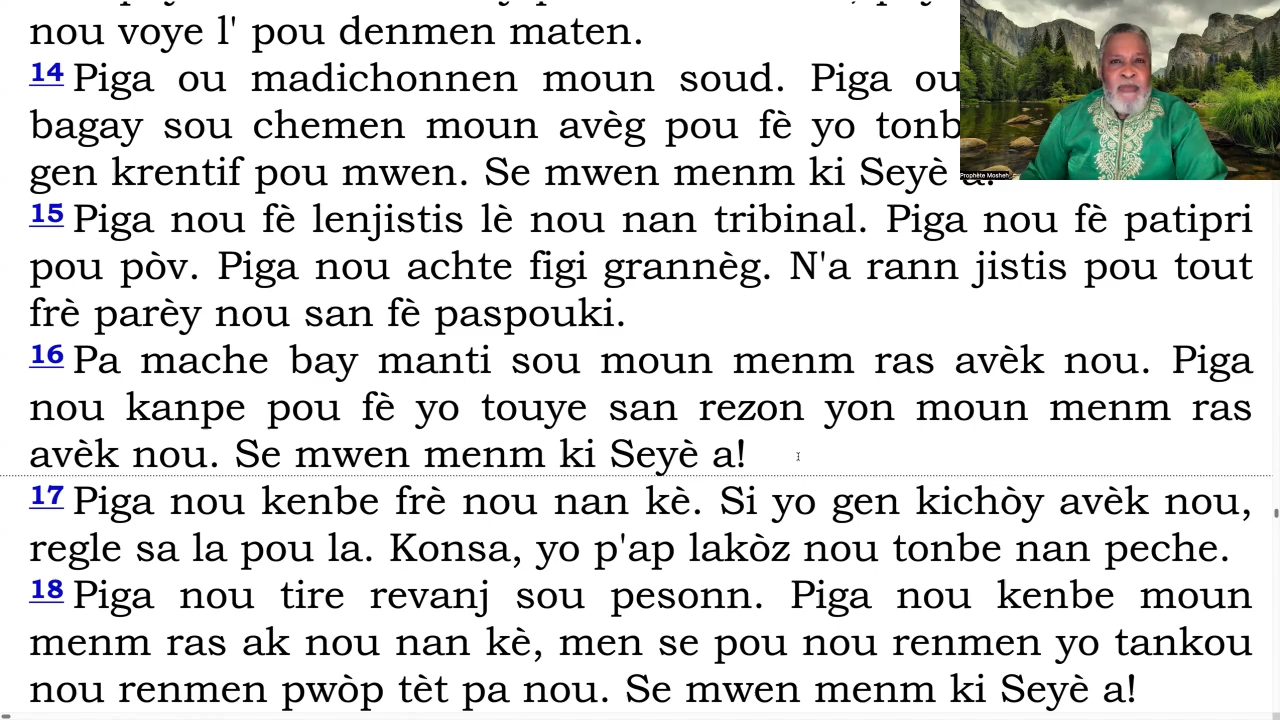 nou voye l' pou denmen maten.
14 Piga ou madichonnen moun soud. Piga ou
bagay sou chemen moun avèg pou fè yo tonb
gen krentif pou mwen. Se mwen menm ki Seyè a!
Prophète Mosheh
15 Piga nou fè lenjistis lè nou nan tribinal. Piga nou fè patipri
pou pòv. Piga nou achte figi grannèg. N'a rann jistis pou tout
frè parèy nou san fè paspouki.
16 Pa mache bay manti sou moun menm ras avèk nou. Piga
nou kanpe pou fè yo touye san rezon yon moun menm ras
avèk nou. Se mwen menm ki Seyè a!
17 Piga nou kenbe frè nou nan kè. Si yo gen kichòy avèk nou,
regle sa la pou la. Konsa, yo p'ap lakòz nou tonbe nan peche.
18 Piga nou tire revanj sou pesonn. Piga nou kenbe moun
menm ras ak nou nan kè, men se pou nou renmen yo tankou
nou renmen pwòp tèt pa nou. Se mwen menm ki Seyè a!